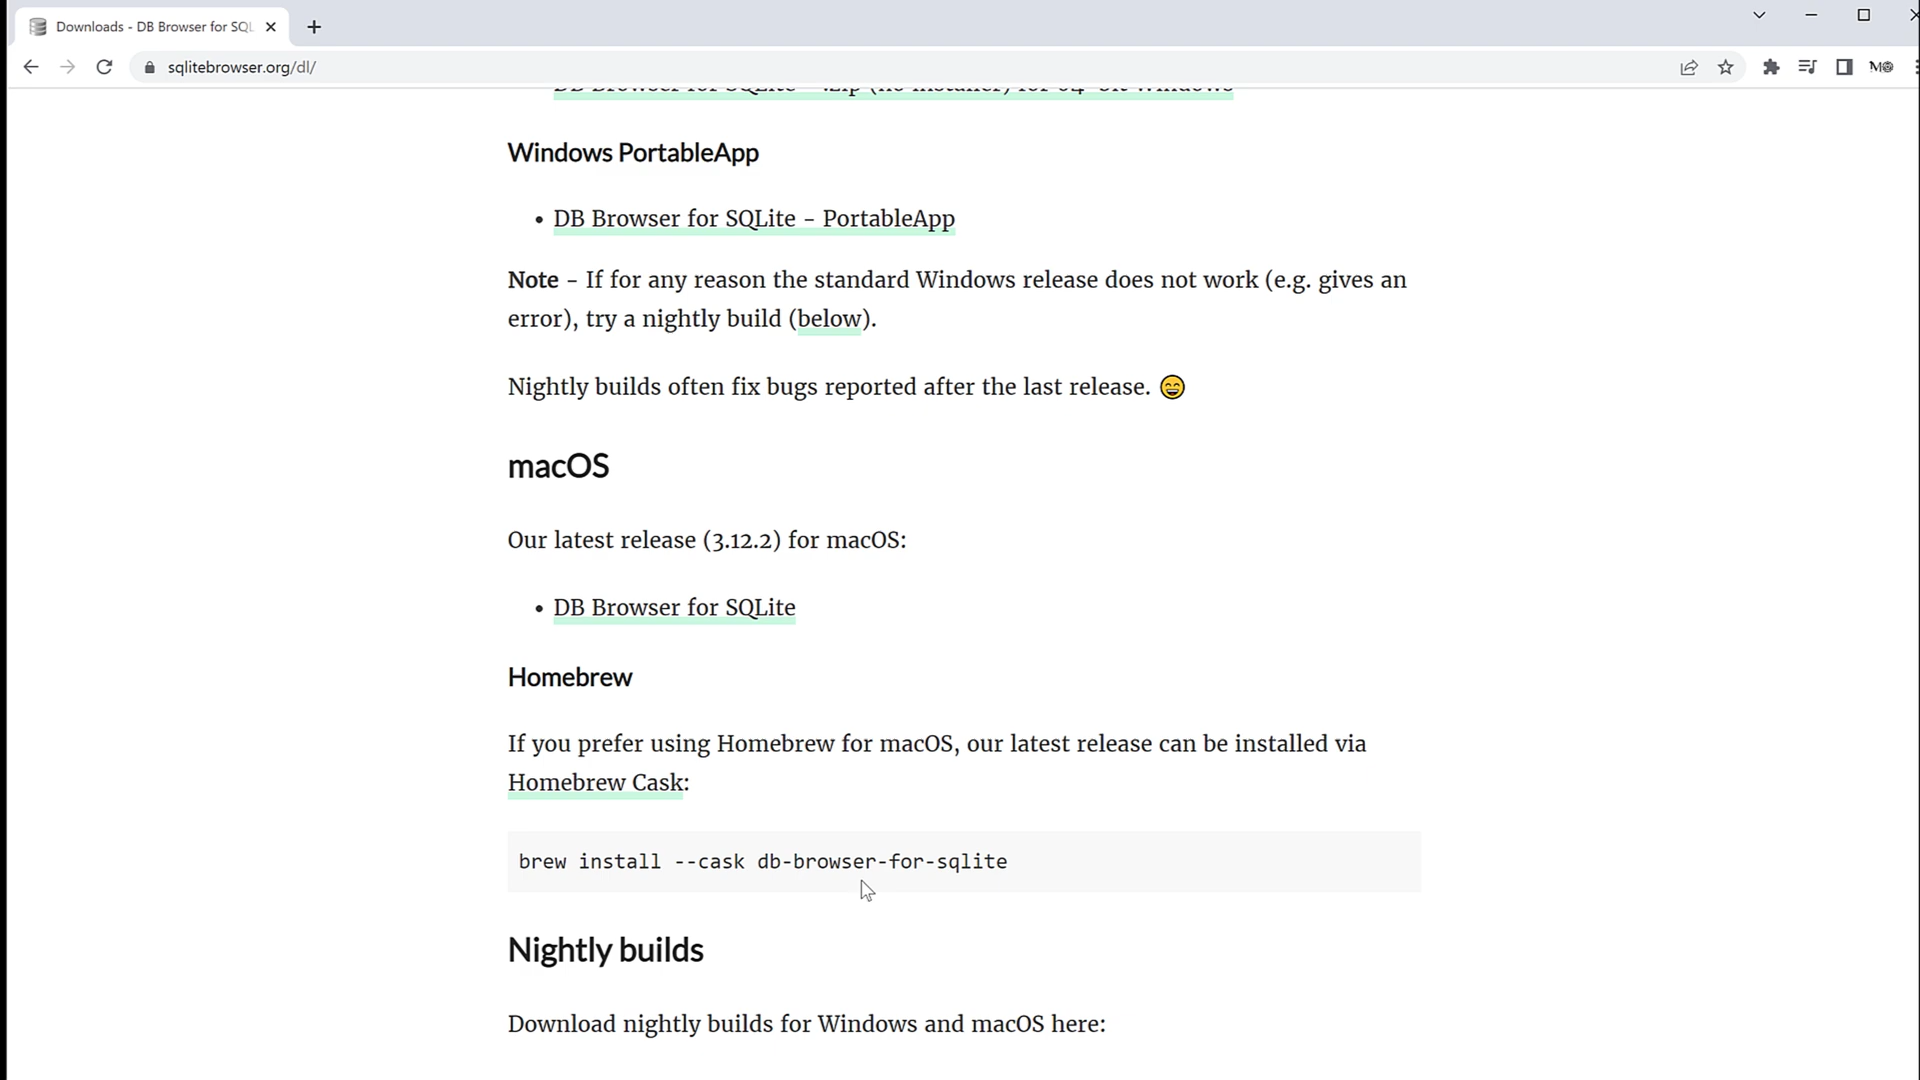 Downloads - DB Browser for SQL
sqlitebrowser.org/dl/
DB Browser for SQLite - .zip (no installer) for 64-bit Windows
Windows PortableApp
• DB Browser for SQLite - PortableApp
Note - If for any reason the standard Windows release does not work (e.g. gives an
error), try a nightly build (below).
Nightly builds often fix bugs reported after the last release. 😄
macOS
Our latest release (3.12.2) for macOS:
• DB Browser for SQLite
Homebrew
If you prefer using Homebrew for macOS, our latest release can be installed via
Homebrew Cask:
brew install --cask db-browser-for-sqlite
Nightly builds
Download nightly builds for Windows and macOS here: